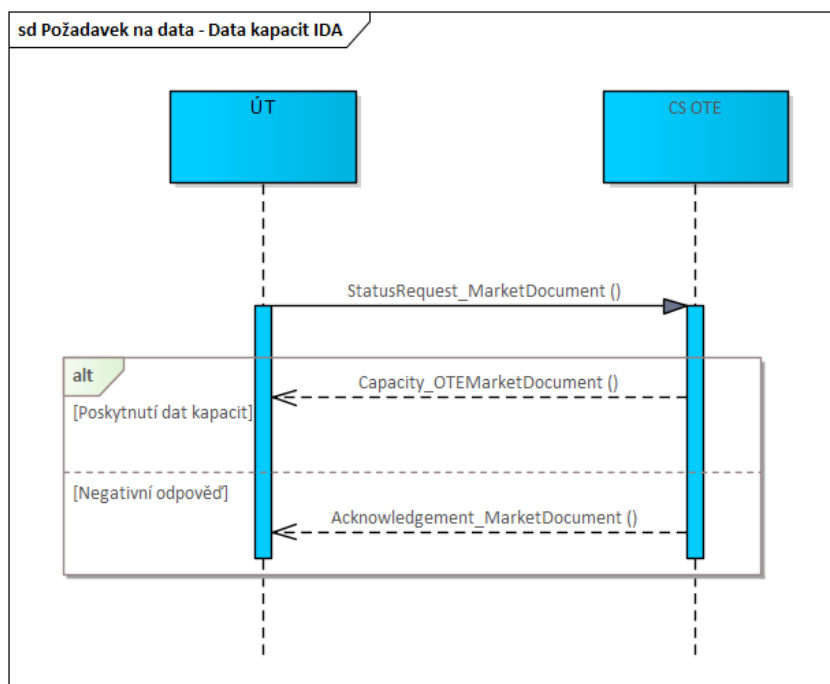 sd Požadavek na data - Data kapacit IDA
ÚT
CS OTE
StatusRequest_MarketDocument ()
alt
Capacity_OTEMarketDocument ()
[Poskytnutí dat kapacit]
[Negativní odpověď]
Acknowledgement_MarketDocument ()